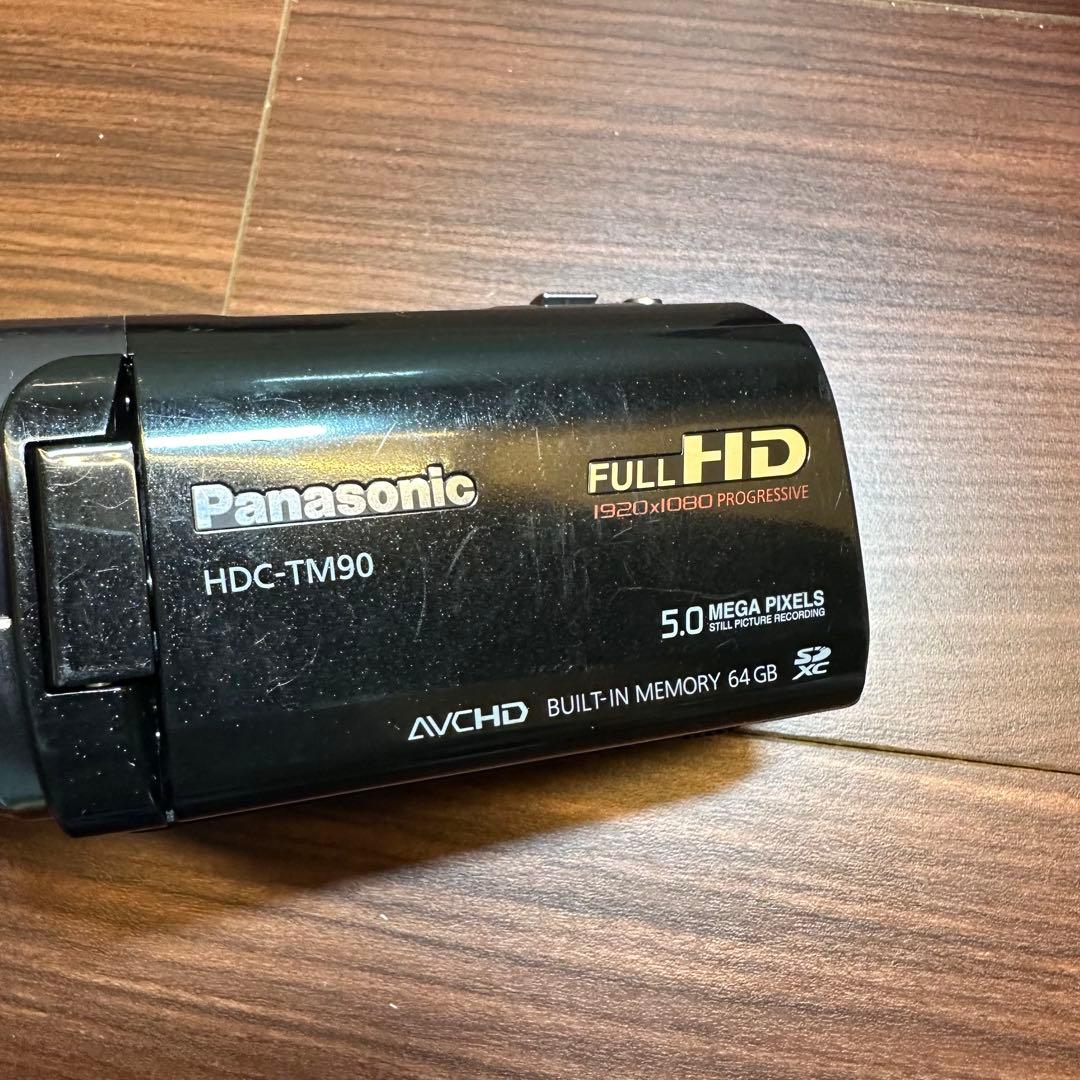 Panasonic
HDC-TM90
FULL HD
1920x1080 PROGRESSIVE
5.0 MEGA PIXELS
STILL PICTURE RECORDING
AVCHD BUILT-IN MEMORY 64 GB SD XC